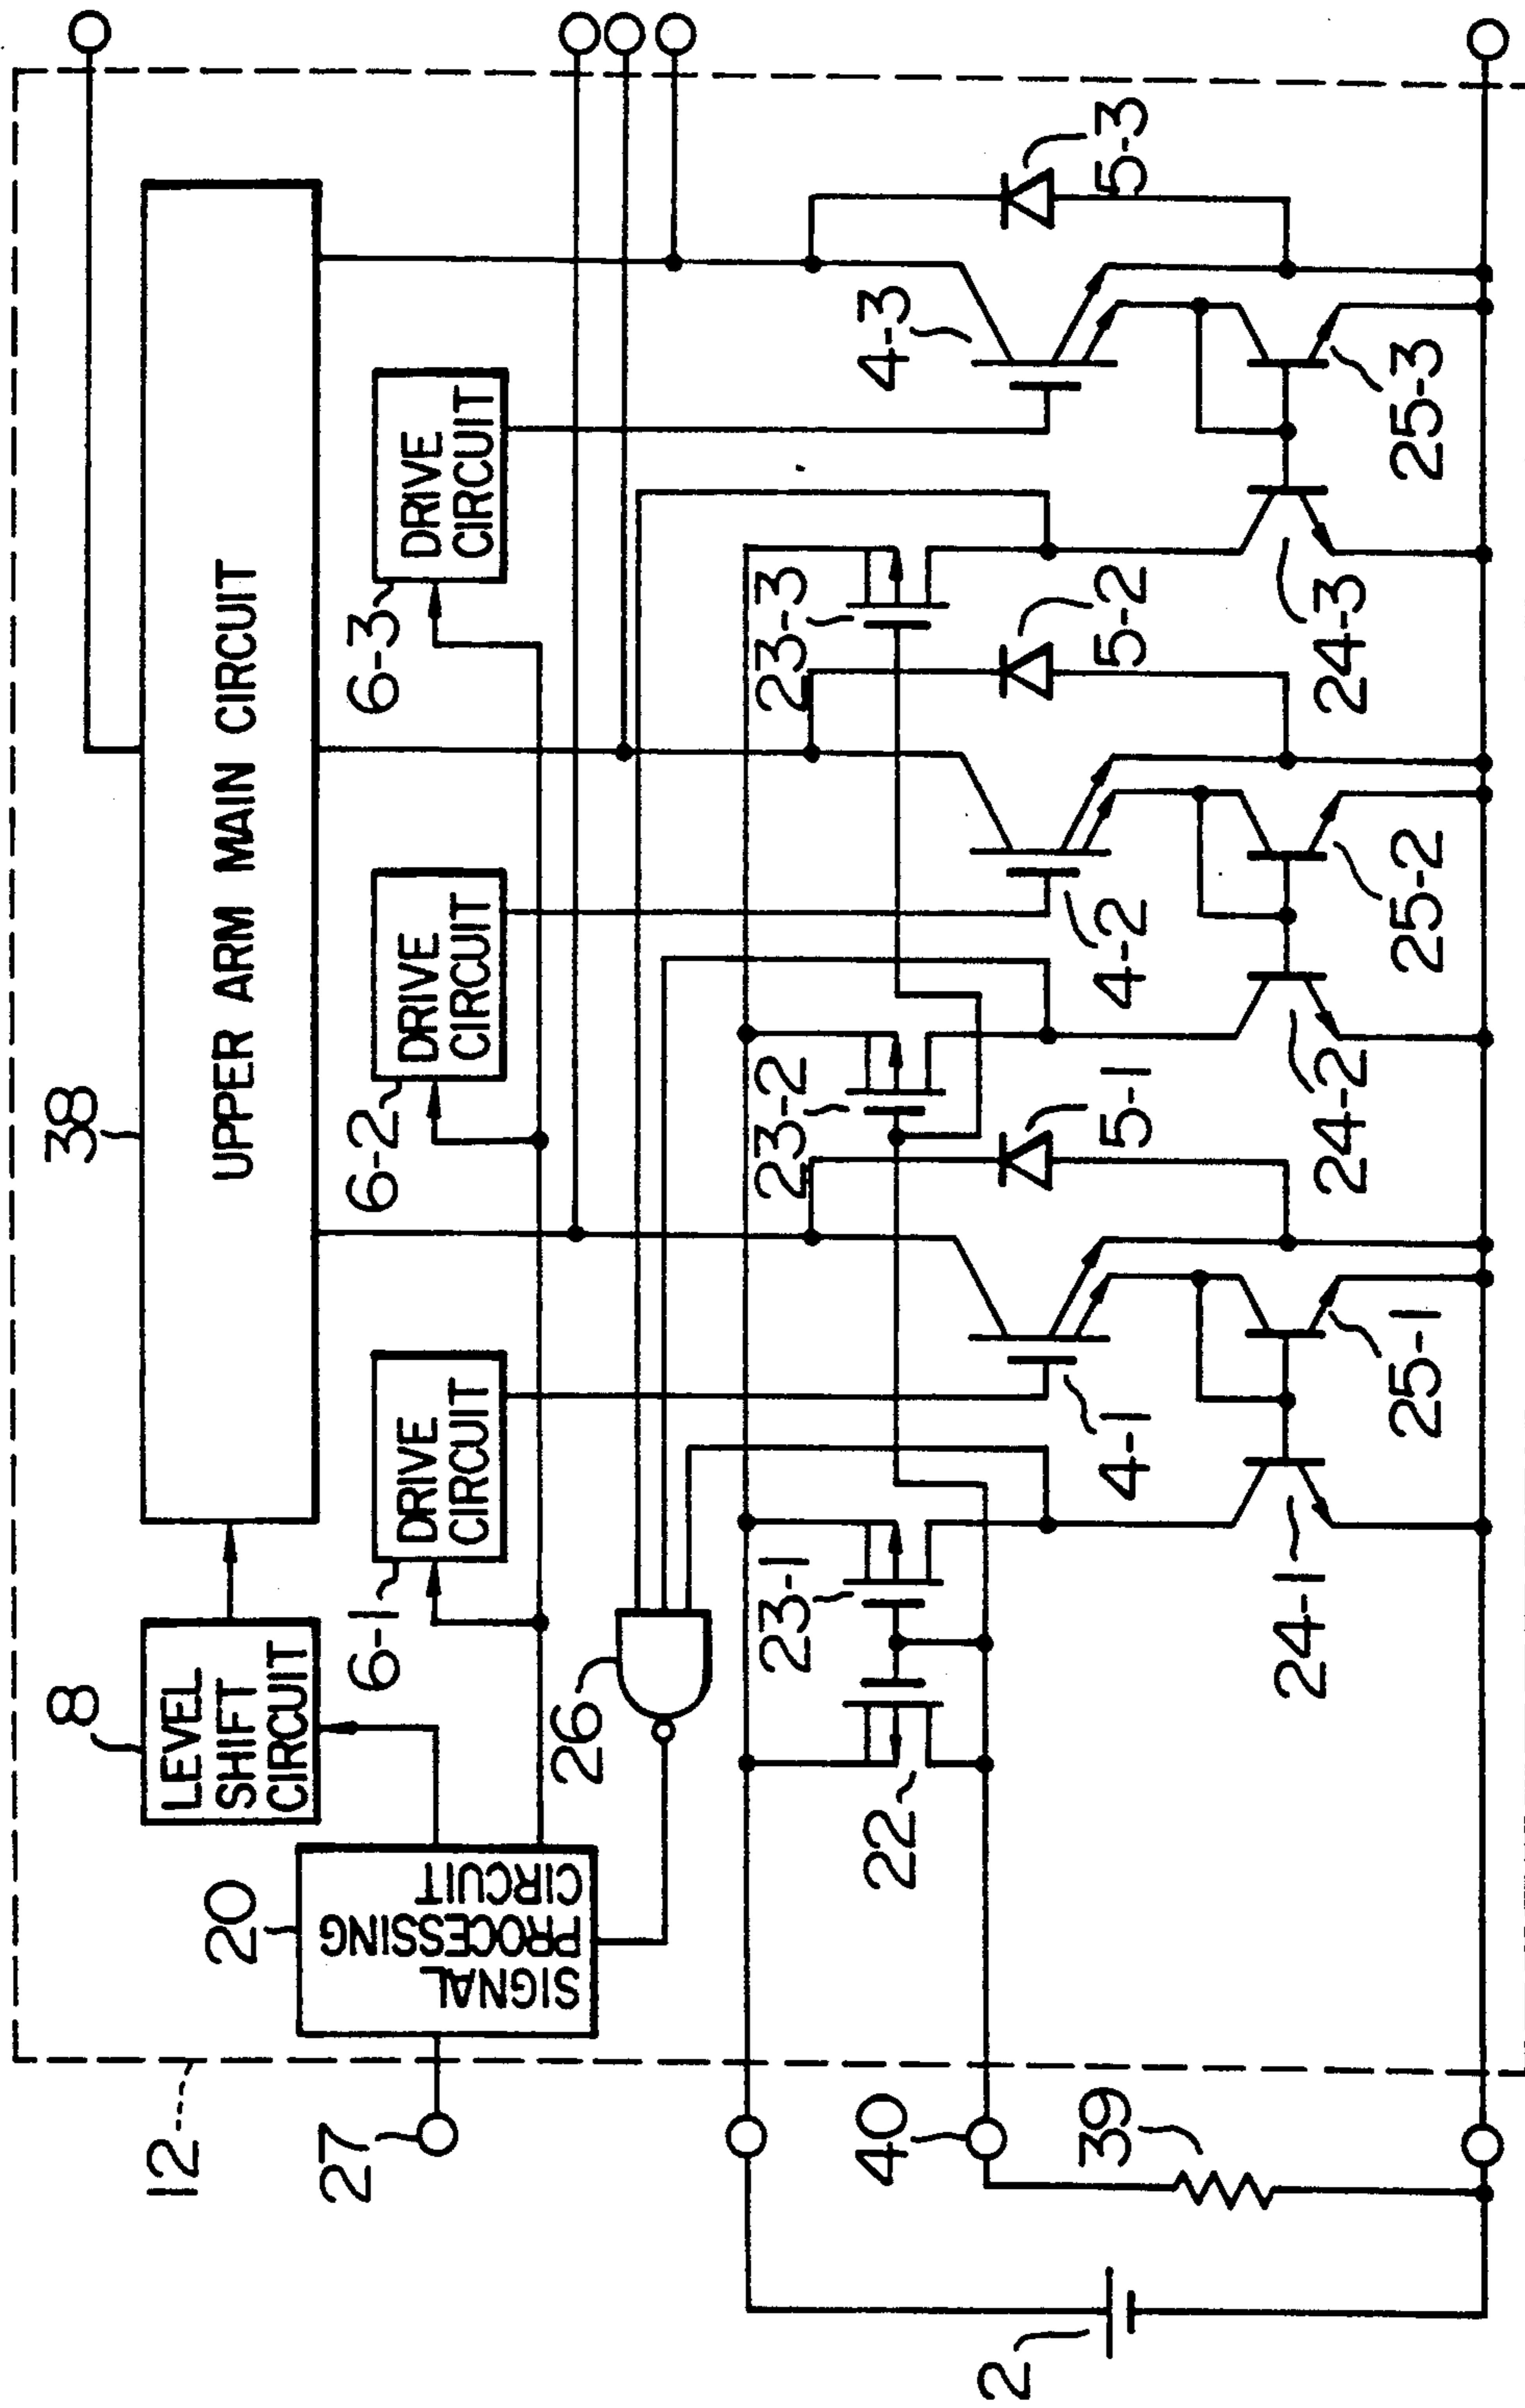 38
8
UPPER ARM MAIN CIRCUIT
LEVEL
SHIFT
CIRCUIT
20
SIGNAL
PROCESSING
CIRCUIT
12
27
6-1
DRIVE
CIRCUIT
6-2
DRIVE
CIRCUIT
6-3
DRIVE
CIRCUIT
26
22
23-1
23-2
23-3
40
4-1
4-2
4-3
5-1
5-2
5-3
39
2
24-1
25-1
24-2
25-2
24-3
25-3